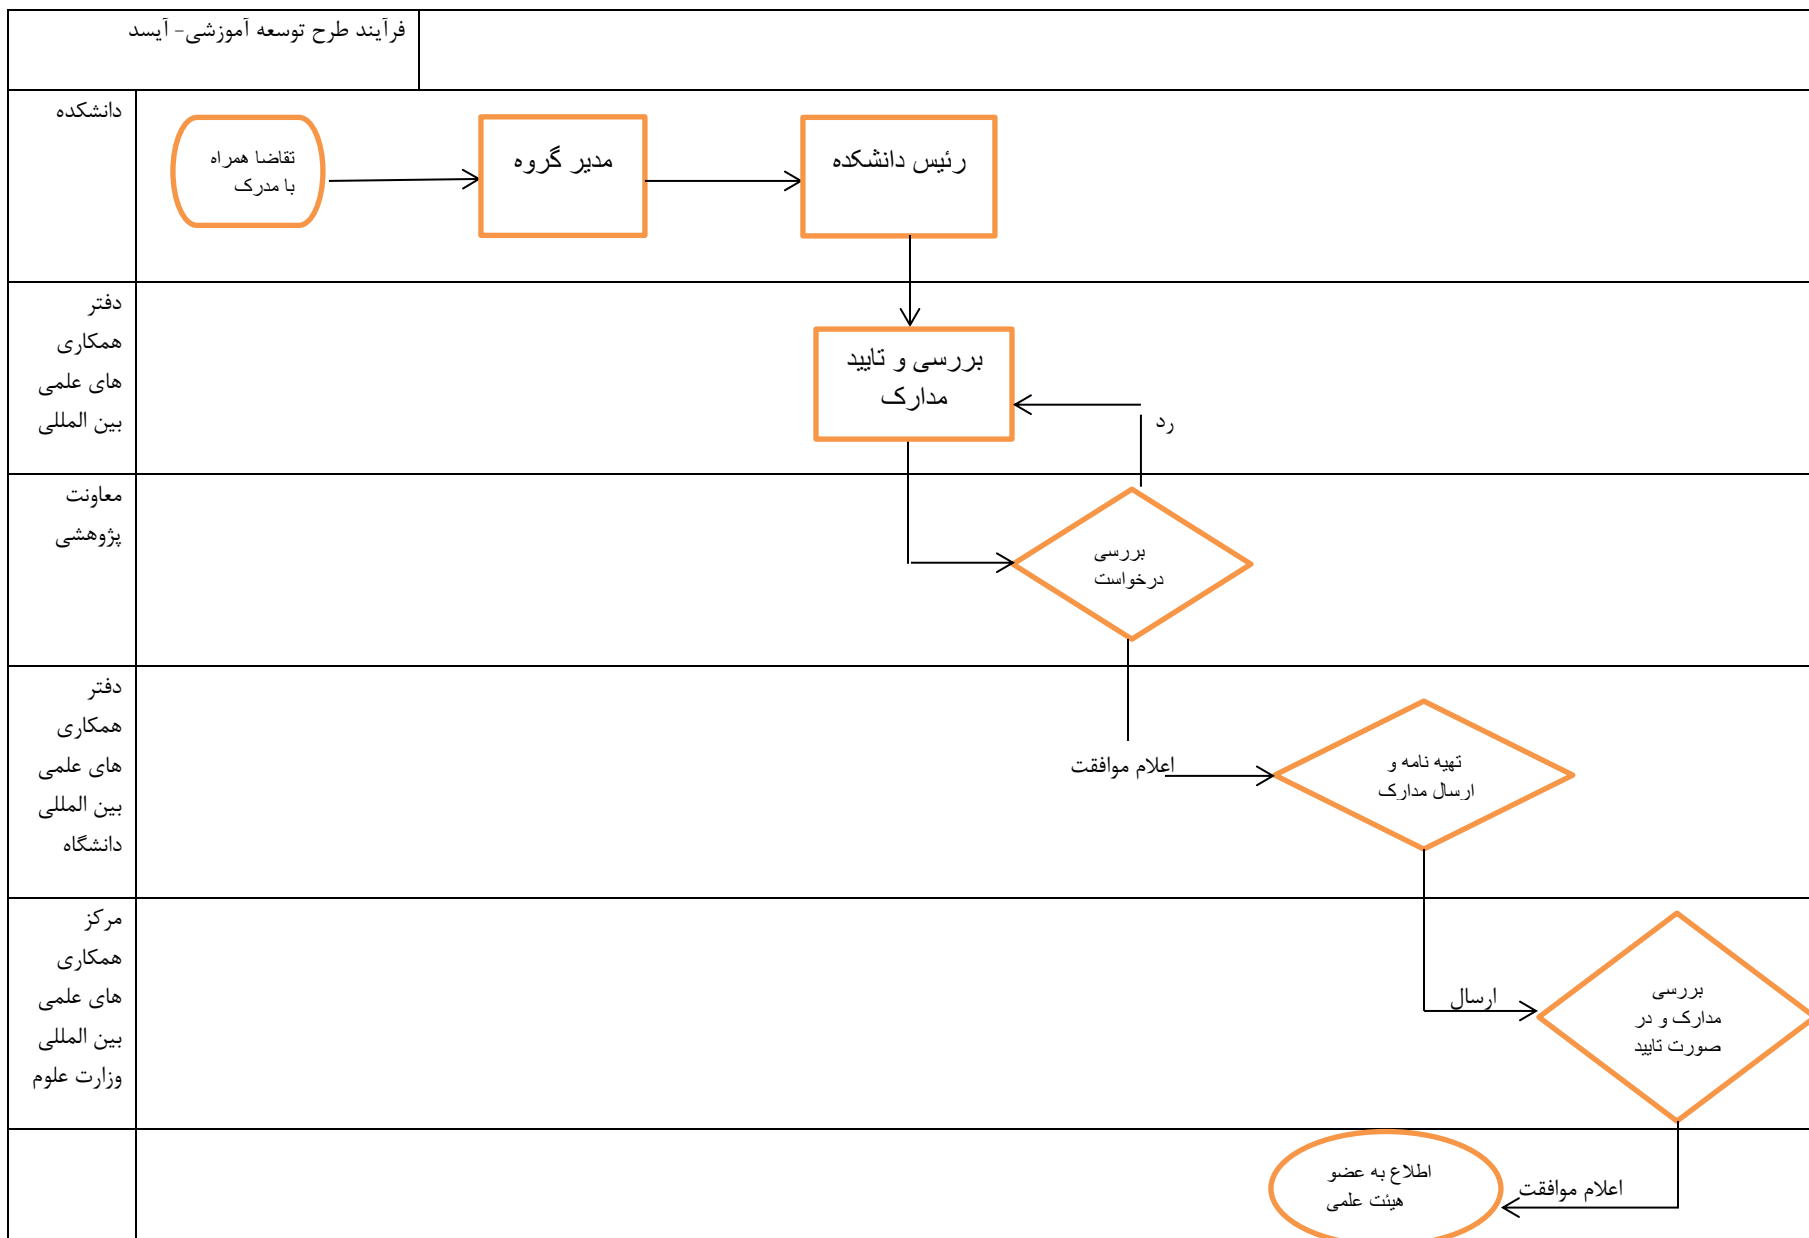 فرآیند طرح توسعه آموزشی- آیسد
دانشکده
تقاضا همراه
با مدرک
مدیر گروه
رئیس دانشکده
دفتر
همکاری
های علمی
بین المللی
بررسی و تایید
مدارک
رد
معاونت
پژوهشی
بررسی
درخواست
دفتر
همکاری
های علمی
بین المللی
دانشگاه
اعلام موافقت
تهیه نامه و
ارسال مدارک
مرکز
همکاری
های علمی
بین المللی
وزارت علوم
ارسال
بررسی
مدارک و در
صورت تایید
اطلاع به عضو
هیئت علمی
اعلام موافقت